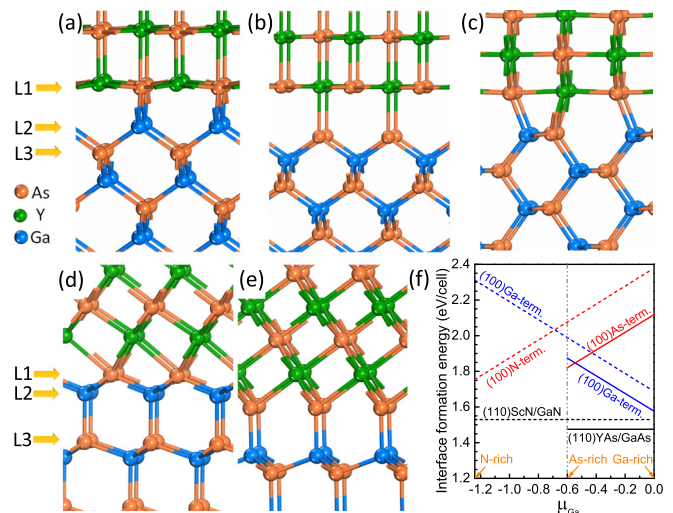 (a)
(b)
(c)
L1
L2
L3
As
Y
Ga
(d)
(e)
(f)
L1
L2
L3
Interface formation energy (eV/cell)
2.4
2.2
2.0
1.8
1.6
1.4
1.2
(100)Ga-term.
(100)As-term.
(100)N-term.
(100)Ga-term.
(110)ScN/GaN
(110)YAs/GaAs
N-rich
As-rich
Ga-rich
-1.2
-1.0
-0.8
-0.6
-0.4
-0.2
0.0
μGa